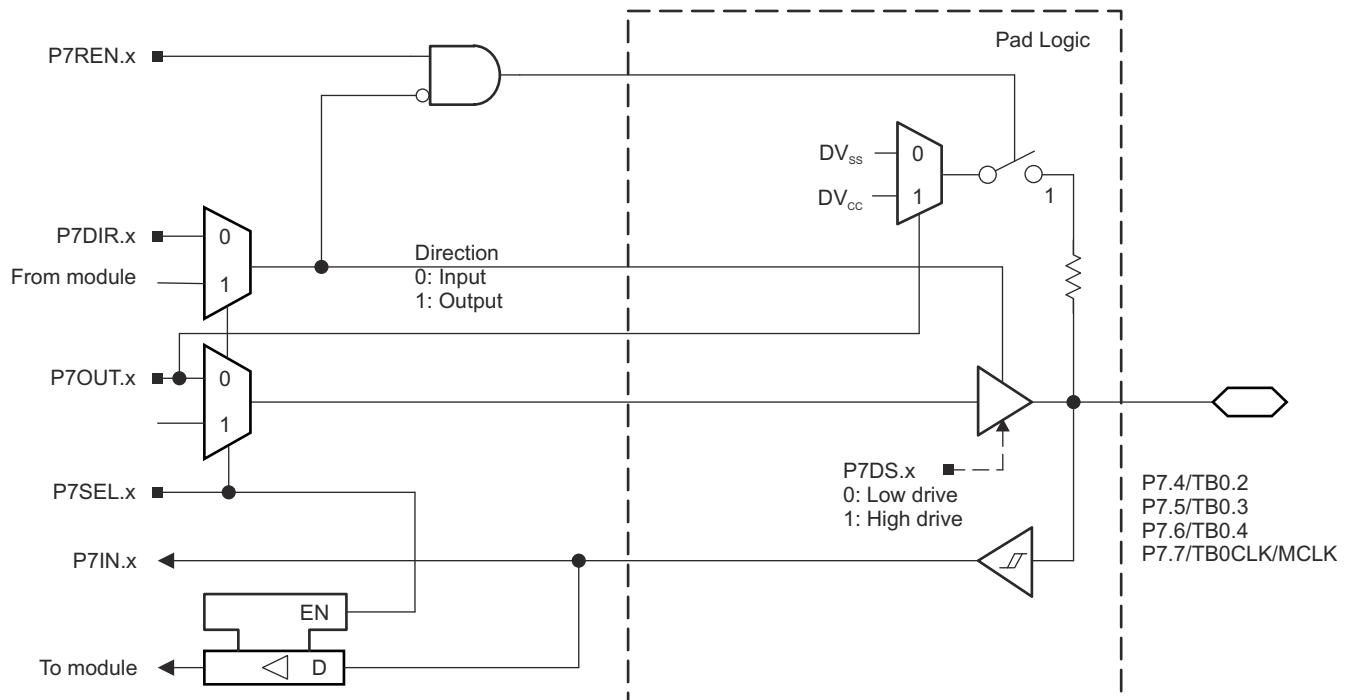 Pad Logic
P7REN.x
DVSS
0
DVCC
1
1
P7DIR.x
0
From module
1
Direction
0: Input
1: Output
P7OUT.x
0
1
P7DS.x
0: Low drive
1: High drive
P7SEL.x
P7.4/TB0.2
P7.5/TB0.3
P7.6/TB0.4
P7.7/TB0CLK/MCLK
P7IN.x
EN
To module
D